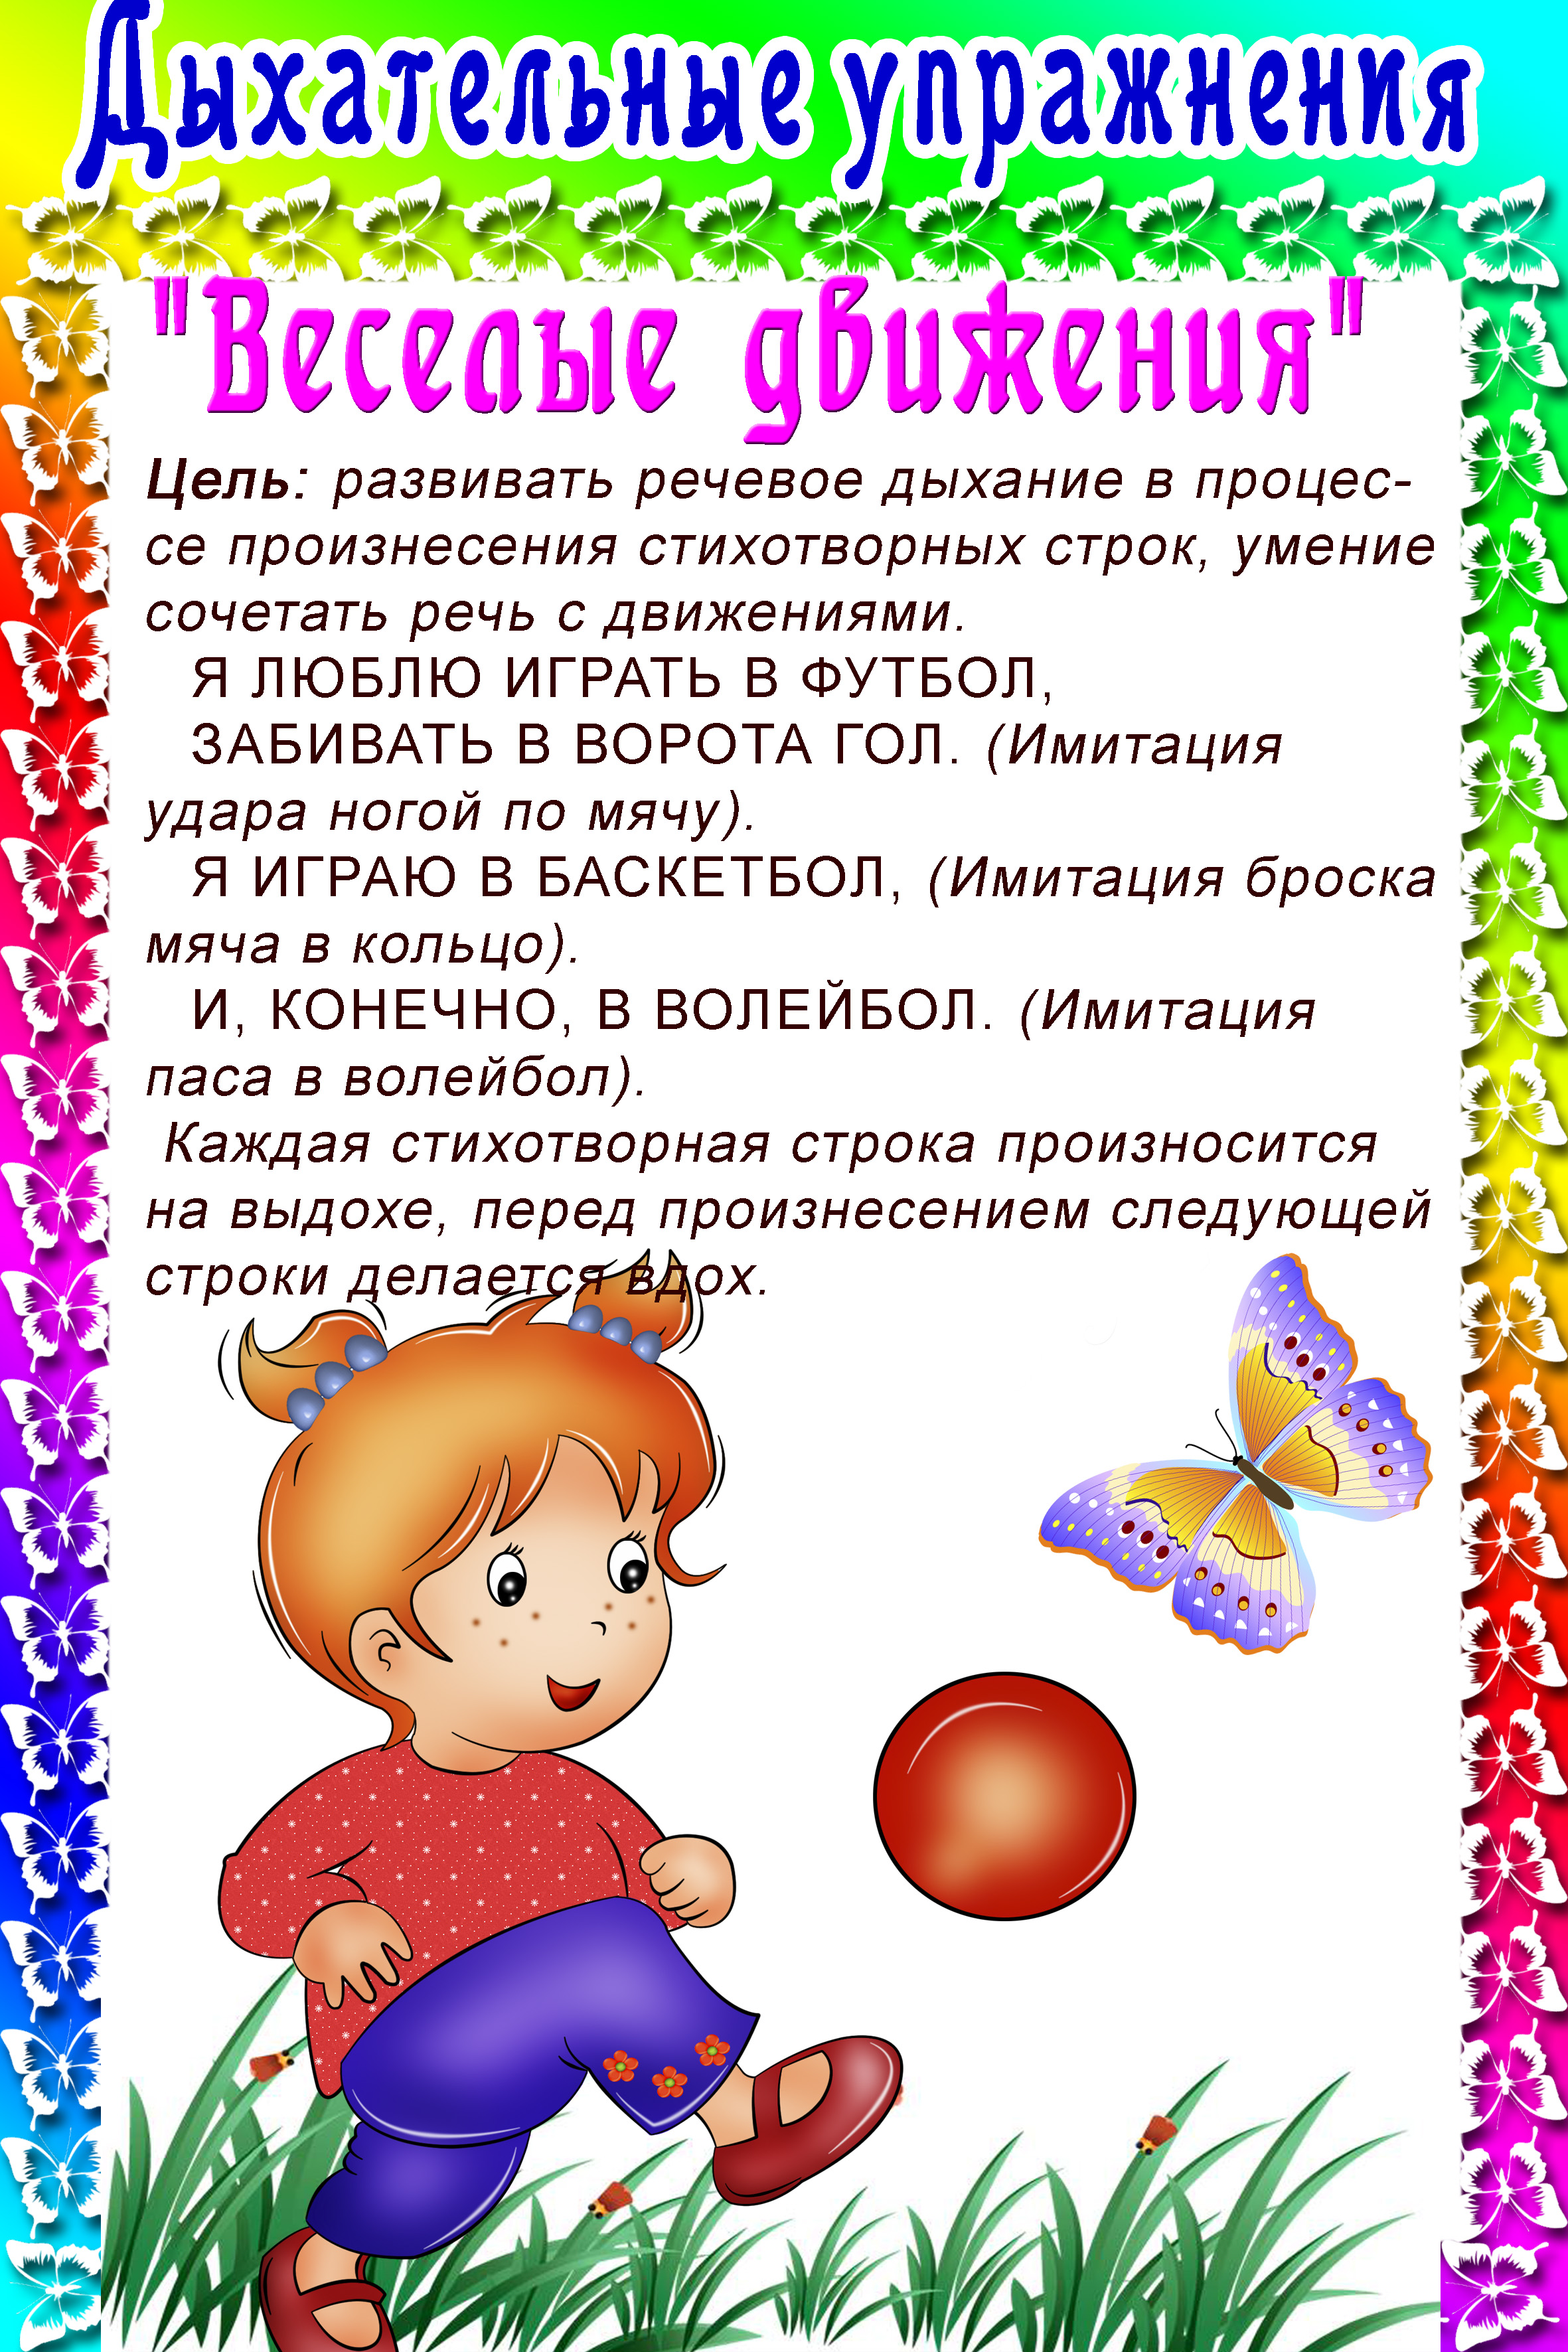 Дыхательные упражнения
"Веселые движения"
Цель: развивать речевое дыхание в процес-
се произнесения стихотворных строк, умение
сочетать речь с движениями.
Я ЛЮБЛЮ ИГРАТЬ В ФУТБОЛ,
ЗАБИВАТЬ В ВОРОТА ГОЛ. (Имитация
удара ногой по мячу).
Я ИГРАЮ В БАСКЕТБОЛ, (Имитация броска
мяча в кольцо).
И, КОНЕЧНО, В ВОЛЕЙБОЛ. (Имитация
паса в волейбол).
Каждая стихотворная строка произносится
на выдохе, перед произнесением следующей
строки делается вдох.